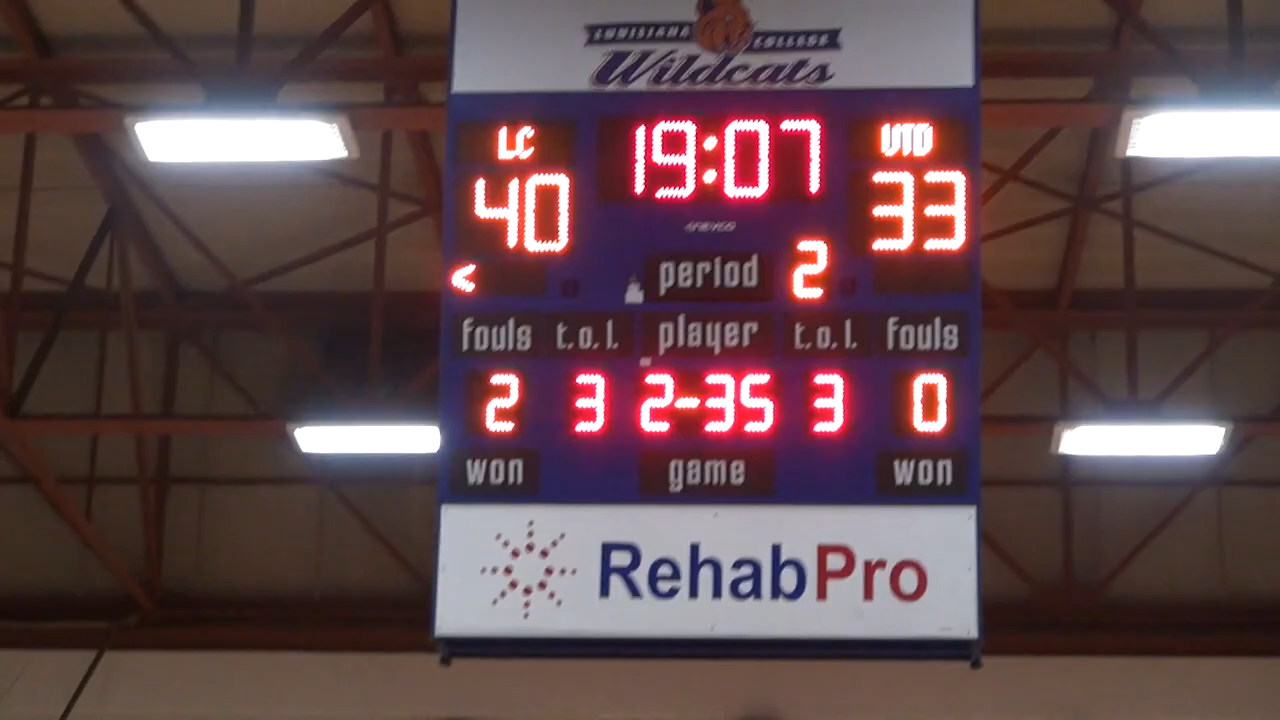 LOUISIANA COLLEGE
Wildcats
LC 19:07 UTD
40 33
< period 2
fouls t.o.l. player t.o.l. fouls
2 3 2-35 3 0
won game won
RehabPro